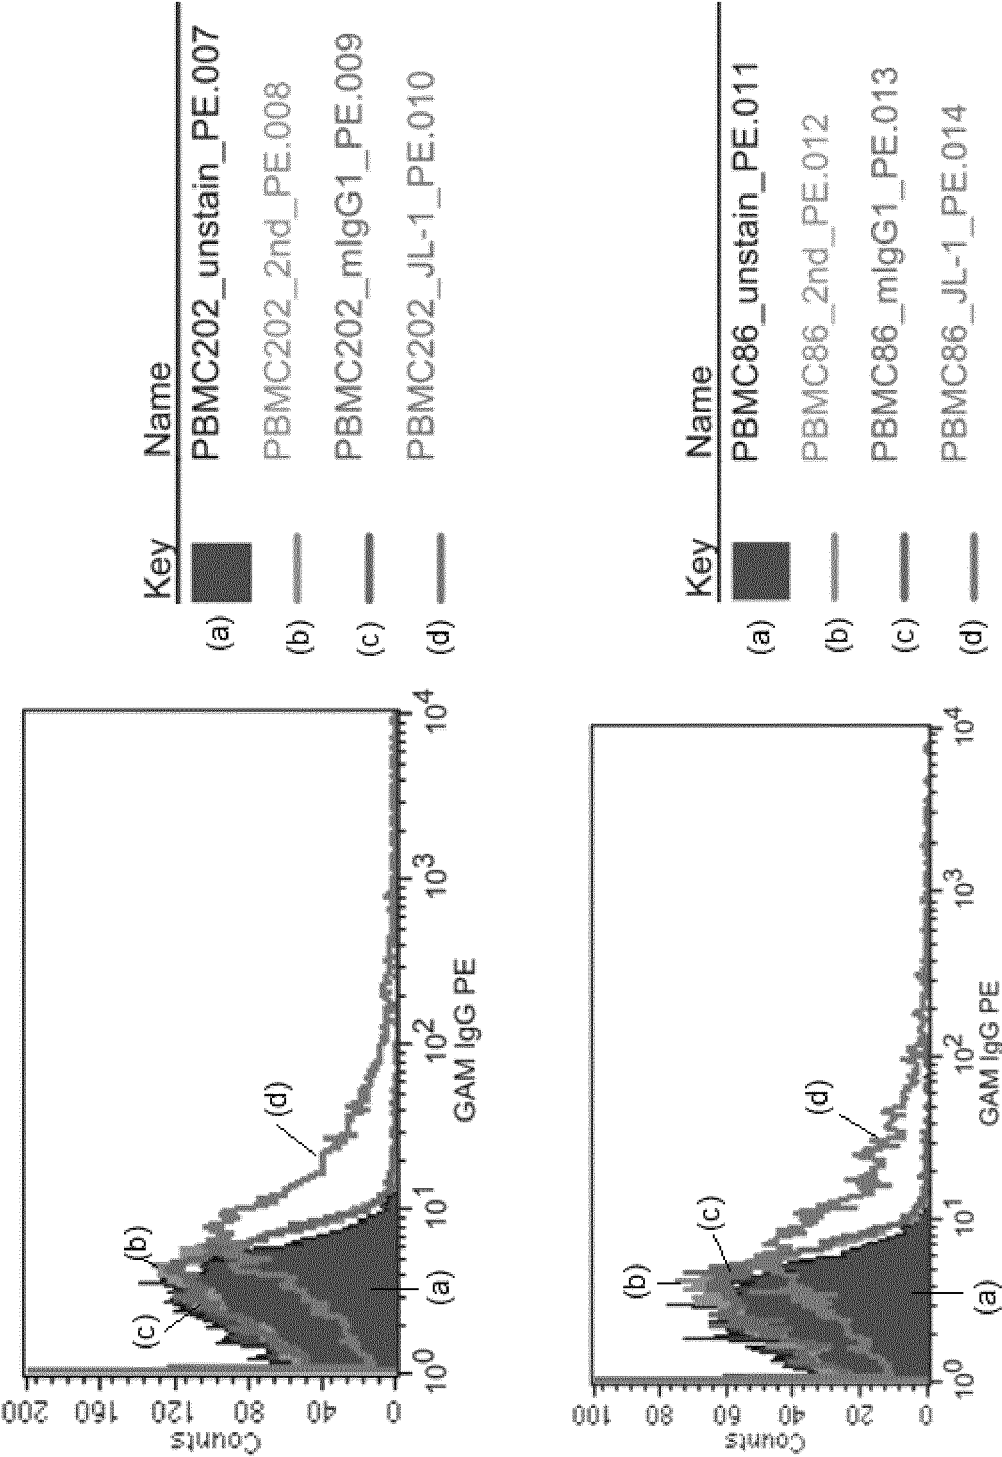 200
160
120
80
40
0
Counts
10^0
10^1
10^2
10^3
10^4
GAM IgG PE
(a)
(b)
(c)
(d)
Key Name
(a) PBMC202_unstain_PE.007
(b) PBMC202_2nd_PE.008
(c) PBMC202_mIgG1_PE.009
(d) PBMC202_JL-1_PE.010
100
80
60
40
20
0
Counts
10^0
10^1
10^2
10^3
10^4
GAM IgG PE
(a)
(b)
(c)
(d)
Key Name
(a) PBMC86_unstain_PE.011
(b) PBMC86_2nd_PE.012
(c) PBMC86_mIgG1_PE.013
(d) PBMC86_JL-1_PE.014